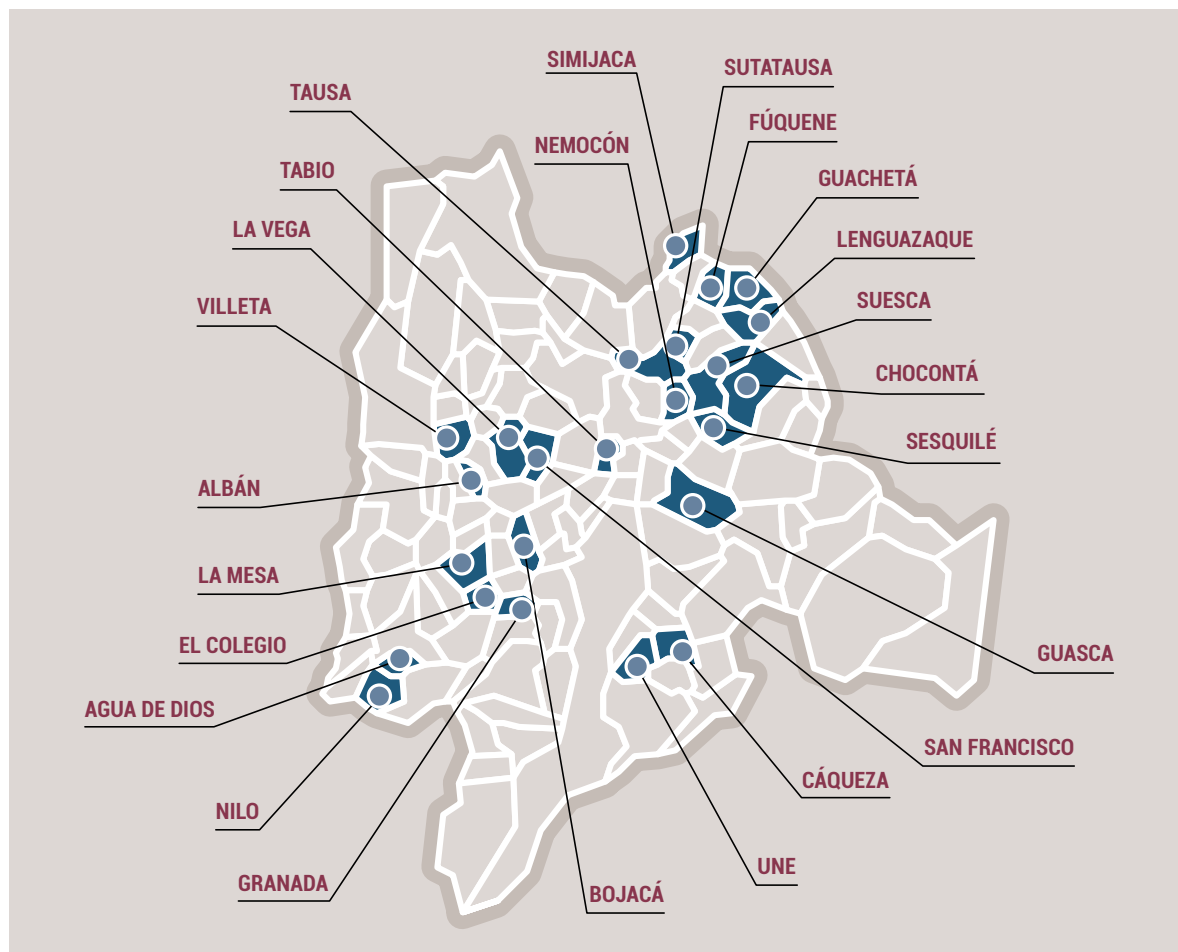 SIMIJACA
SUTATAUSA
TAUSA
FÚQUENE
NEMOCÓN
TABIO
GUACHETÁ
LA VEGA
LENGUAZAQUE
VILLETA
SUESCA
CHOCONTÁ
SESQUILÉ
ALBÁN
LA MESA
EL COLEGIO
GUASCA
AGUA DE DIOS
SAN FRANCISCO
CÁQUEZA
NILO
UNE
GRANADA
BOJACÁ